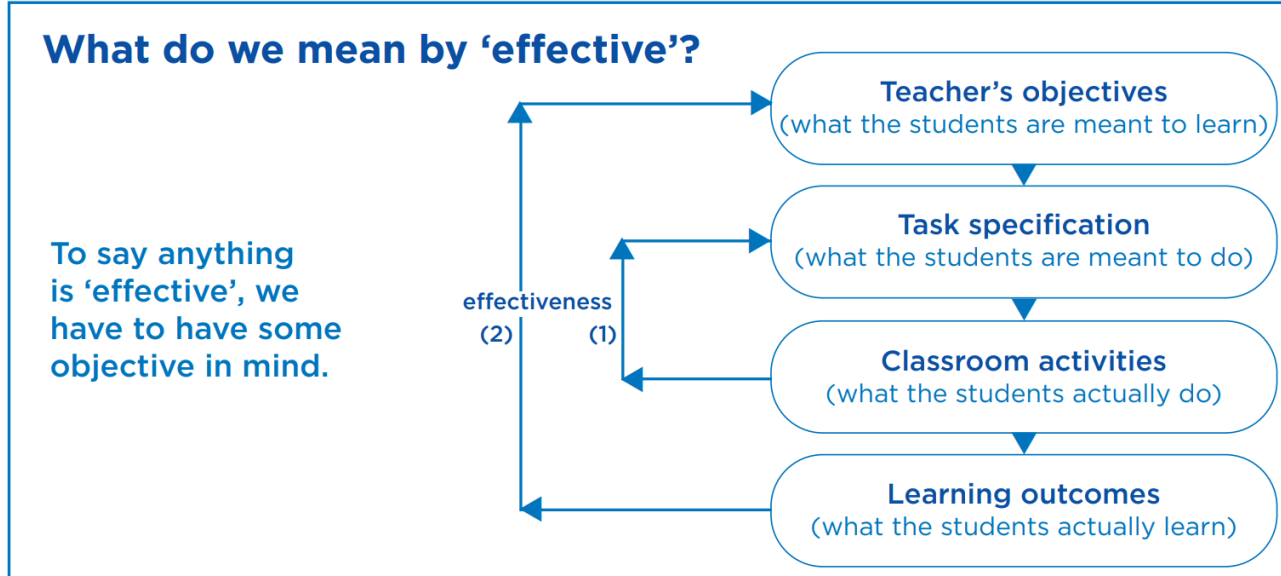 What do we mean by ‘effective’?
To say anything
is ‘effective’, we
have to have some
objective in mind.
effectiveness
(2)
(1)
Teacher’s objectives
(what the students are meant to learn)
Task specification
(what the students are meant to do)
Classroom activities
(what the students actually do)
Learning outcomes
(what the students actually learn)